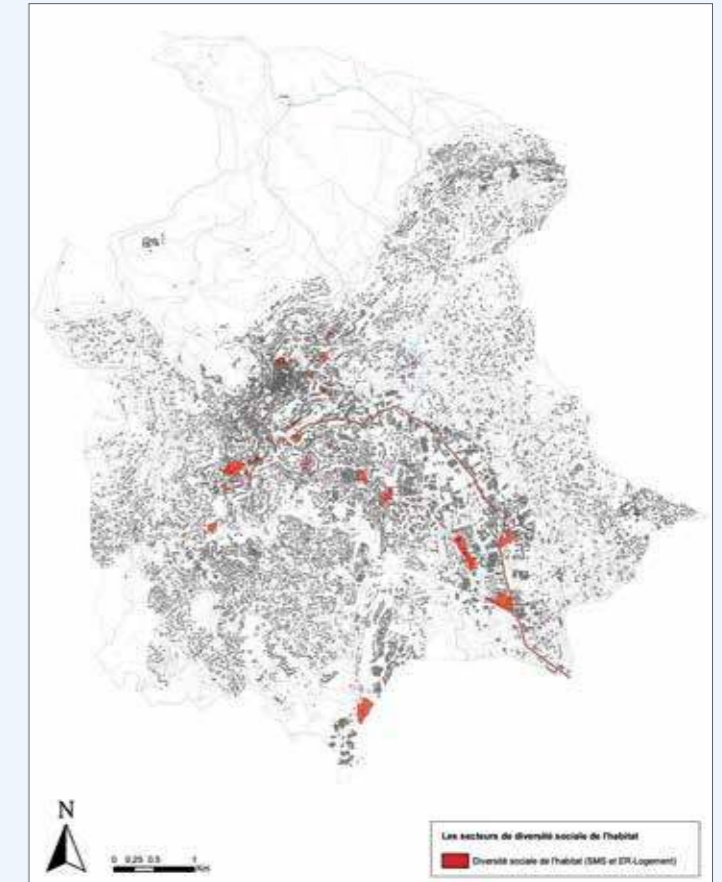 N
0 0,25 0.5 1
Km
Les secteurs de diversité sociale de l'habitat
Diversité sociale de l'habitat (SMS et ER-Logement)